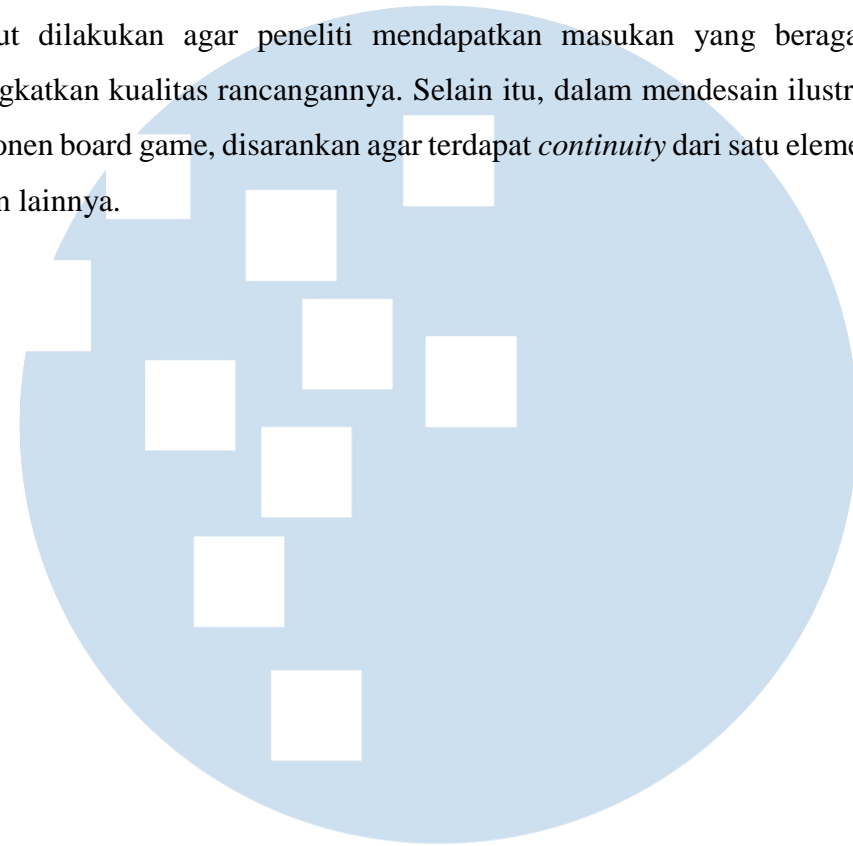 ut dilakukan agar peneliti mendapatkan masukan yang beraga
gkatkan kualitas rancangannya. Selain itu, dalam mendesain ilustr
onen board game, disarankan agar terdapat continuity dari satu eleme
n lainnya.